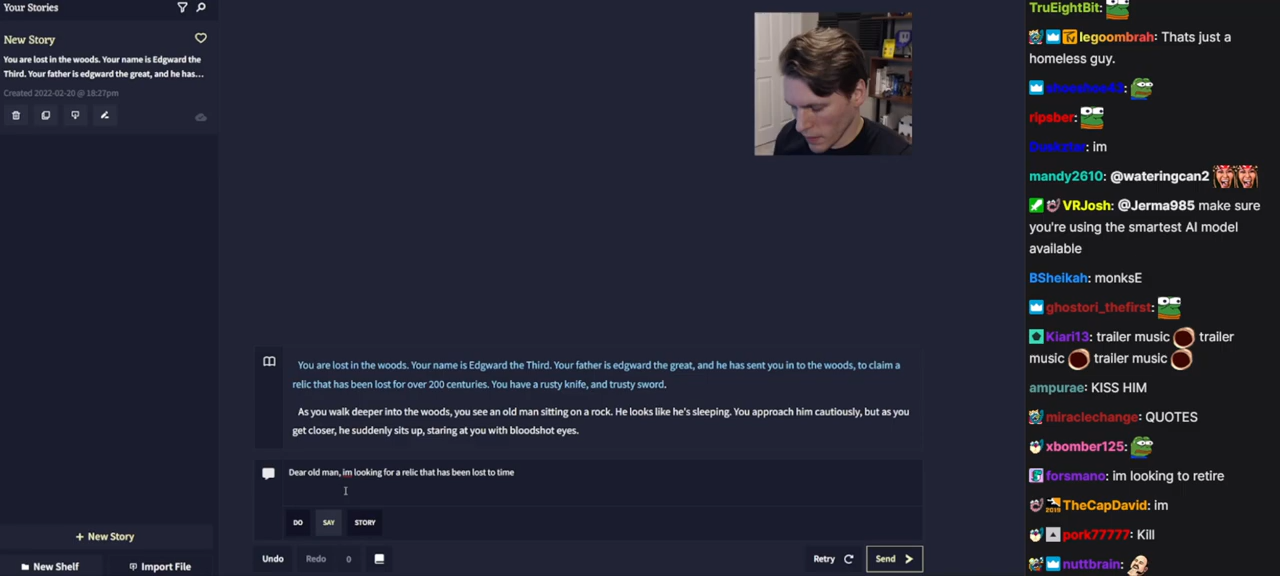 Your Stories
New Story
You are lost in the woods. Your name is Edgward the
Third. Your father is edgward the great, and he has...
Created 2022-02-20 @ 18:27pm
+ New Story
New Shelf
Import File
You are lost in the woods. Your name is Edgward the Third. Your father is edgward the great, and he has sent you in to the woods, to claim a
relic that has been lost for over 200 centuries. You have a rusty knife, and trusty sword.
As you walk deeper into the woods, you see an old man sitting on a rock. He looks like he's sleeping. You approach him cautiously, but as you
get closer, he suddenly sits up, staring at you with bloodshot eyes.
Dear old man, im looking for a relic that has been lost to time
DO SAY STORY
Undo Redo 0 Retry Send
TrueEightBit:
legoombrah: Thats just a
homeless guy.
shoeshoe43:
ripsber:
Duskztar: im
mandy2610: @wateringcan2
VRJosh: @Jerma985 make sure
you're using the smartest AI model
available
BSheikah: monksE
ghostori_thefirst:
Kiari13: trailer music trailer
music trailer music
ampurae: KISS HIM
miraclechange: QUOTES
xbomber125:
forsmano: im looking to retire
2019 TheCapDavid: im
pork77777: Kill
nuttbrain: